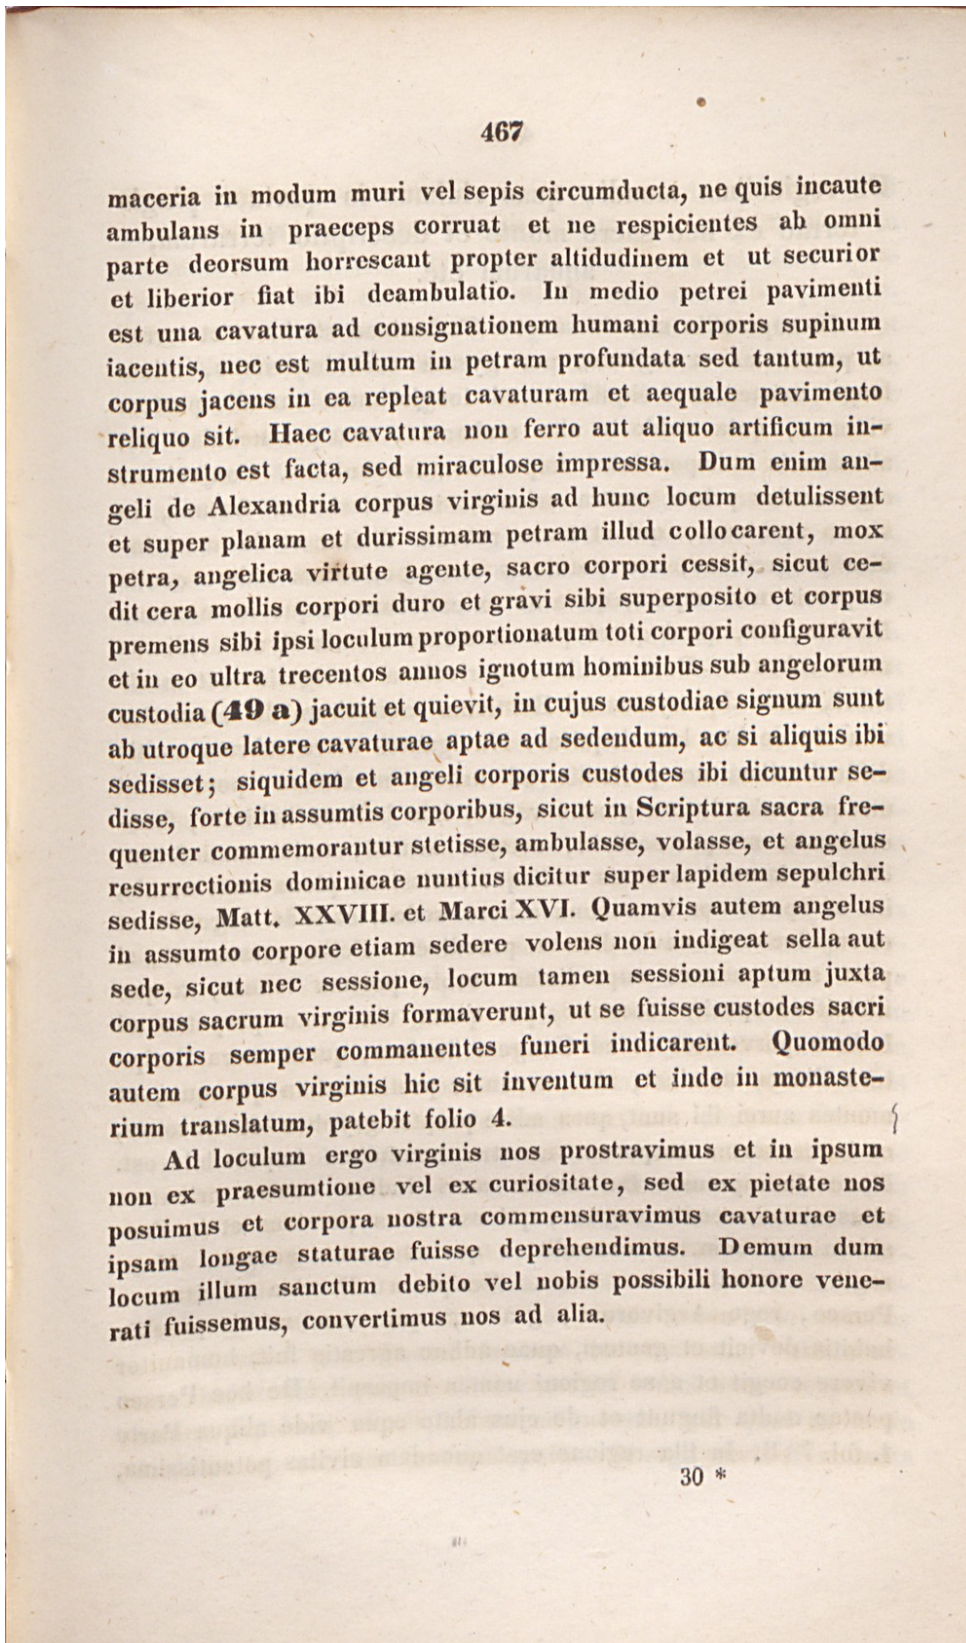 467
maceria in modum muri vel sepis circumducta, ne quis incaute
ambulans in praeceps corruat et ne respicientes ab omni
parte deorsum horrescant propter altidudinem et ut securior
et liberior fiat ibi deambulatio. In medio petrei pavimenti
est una cavatura ad consignationem humani corporis supinum
iacentis, nec est multum in petram profundata sed tantum, ut
corpus jacens in ea repleat cavaturam et aequale pavimento
reliquo sit. Haec cavatura non ferro aut aliquo artificum in-
strumento est facta, sed miraculose impressa. Dum enim an-
geli de Alexandria corpus virginis ad hunc locum detulissent
et super planam et durissimam petram illud collocarent, mox
petra, angelica virtute agente, sacro corpori cessit, sicut ce-
dit cera mollis corpori duro et gravi sibi superposito et corpus
premens sibi ipsi loculum proportionatum toti corpori configuravit
et in eo ultra trecentos annos ignotum hominibus sub angelorum
custodia (49 a) jacuit et quievit, in cujus custodiae signum sunt
ab utroque latere cavaturae aptae ad sedendum, ac si aliquis ibi
sedisset; siquidem et angeli corporis custodes ibi dicuntur se-
disse, forte in assumtis corporibus, sicut in Scriptura sacra fre-
quenter commemorantur stetisse, ambulasse, volasse, et angelus
resurrectionis dominicae nuntius dicitur super lapidem sepulchri
sedisse, Matt. XXVIII. et Marci XVI. Quamvis autem angelus
in assumto corpore etiam sedere volens non indigeat sella aut
sede, sicut nec sessione, locum tamen sessioni aptum juxta
corpus sacrum virginis formaverunt, ut se fuisse custodes sacri
corporis semper commanentes funeri indicarent. Quomodo
autem corpus virginis hic sit inventum et inde in monaste-
rium translatum, patebit folio 4.
Ad loculum ergo virginis nos prostravimus et in ipsum
non ex praesumtione vel ex curiositate, sed ex pietate nos
posuimus et corpora nostra commensuravimus cavaturae et
ipsam longae staturae fuisse deprehendimus. Demum dum
locum illum sanctum debito vel nobis possibili honore vene-
rati fuissemus, convertimus nos ad alia.
30 *